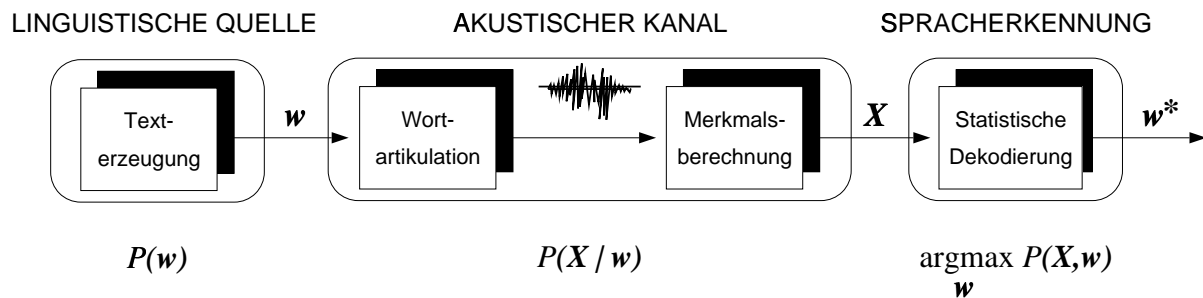 LINGUISTISCHE QUELLE AKUSTISCHER KANAL SPRACHERKENNUNG
Text-
erzeugung
w
Wort-
artikulation
Merkmals-
berechnung
X
Statistische
Dekodierung
w*
P(w) P(X / w) argmax P(X,w)
w